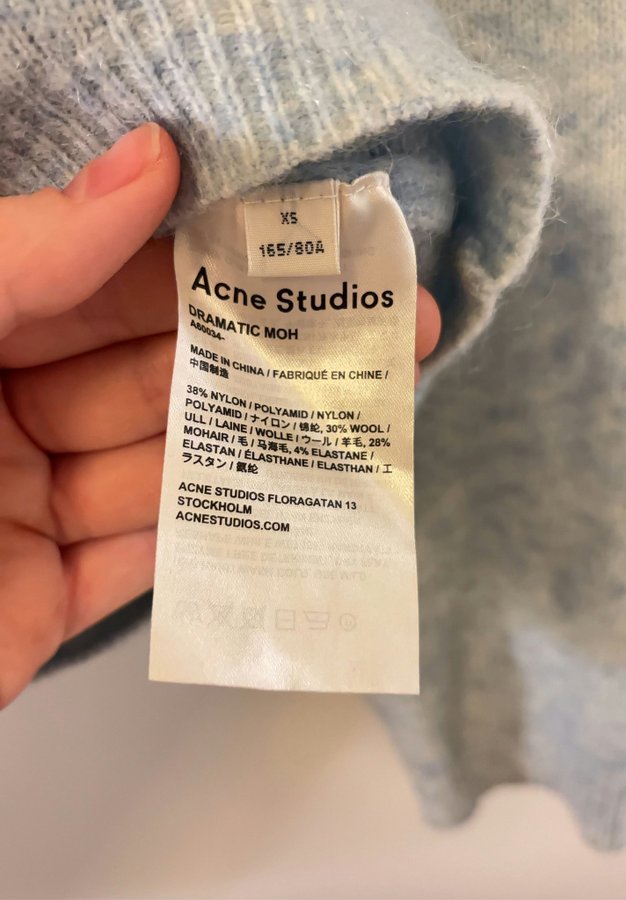 XS
165/80A
Acne Studios
DRAMATIC MOH
A60034-
MADE IN CHINA / FABRIQUÉ EN CHINE /
中国制造
38% NYLON / POLYAMID / NYLON /
POLYAMID / ナイロン / 锦纶, 30% WOOL /
ULL / LAINE / WOLLE / ウール / 羊毛, 28%
MOHAIR / 毛 / 马海毛, 4% ELASTANE /
ELASTAN / ÉLASTHANE / ELASTHAN / エ
ラスタン / 氨纶
ACNE STUDIOS FLORAGATAN 13
STOCKHOLM
ACNESTUDIOS.COM